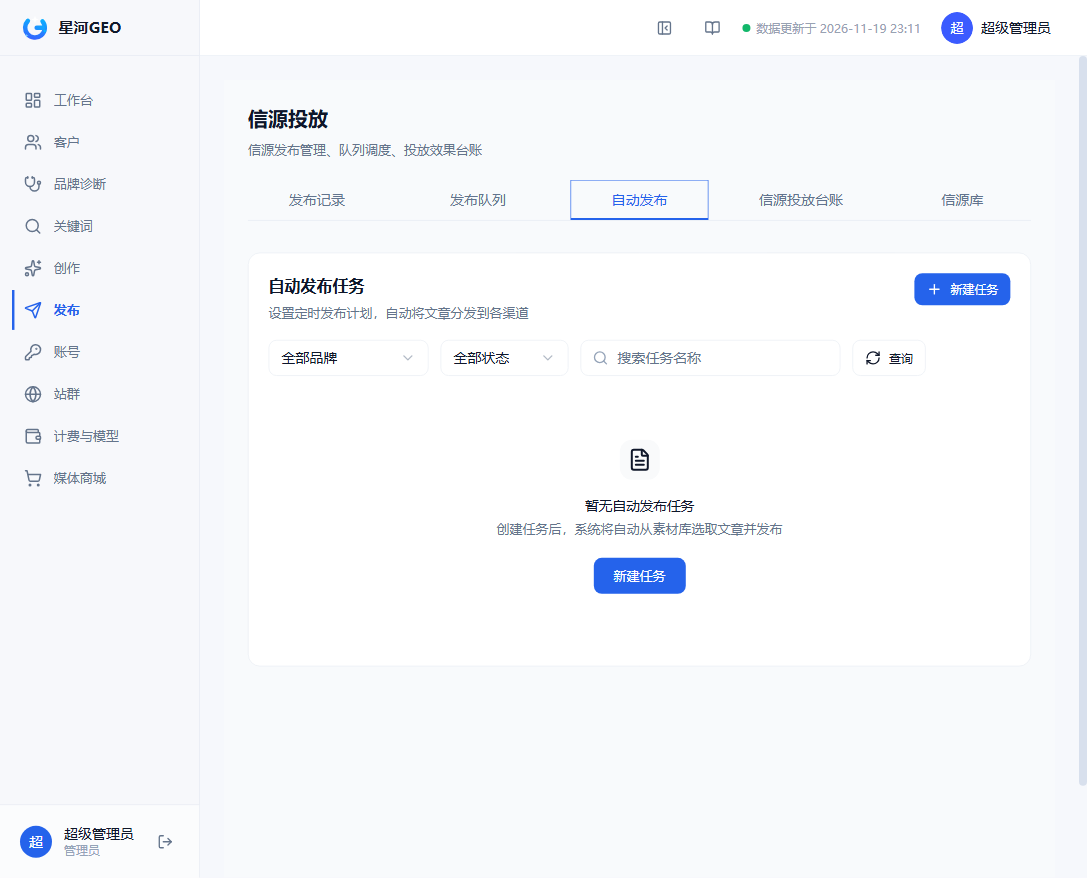 星河GEO
数据更新于 2026-11-19 23:11
超
超级管理员
工作台
客户
品牌诊断
关键词
创作
发布
账号
站群
计费与模型
媒体商城
信源投放
信源发布管理、队列调度、投放效果台账
发布记录
发布队列
自动发布
信源投放台账
信源库
自动发布任务
设置定时发布计划，自动将文章分发到各渠道
新建任务
全部品牌
全部状态
搜索任务名称
查询
暂无自动发布任务
创建任务后，系统将自动从素材库选取文章并发布
新建任务
超
超级管理员
管理员